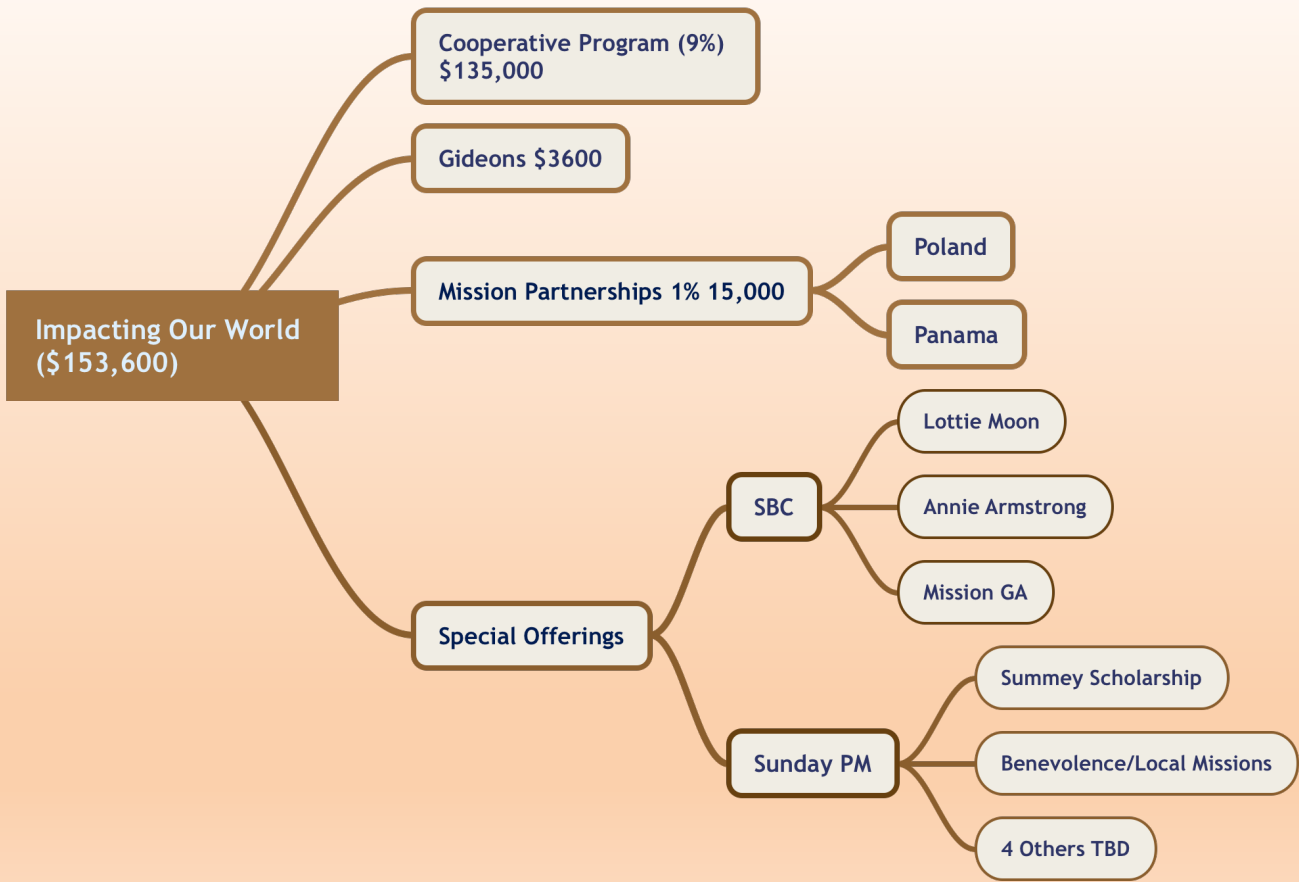 Cooperative Program (9%)
$135,000
Gideons $3600
Poland
Mission Partnerships 1% 15,000
Panama
Impacting Our World
($153,600)
Lottie Moon
SBC
Annie Armstrong
Mission GA
Special Offerings
Summey Scholarship
Sunday PM
Benevolence/Local Missions
4 Others TBD